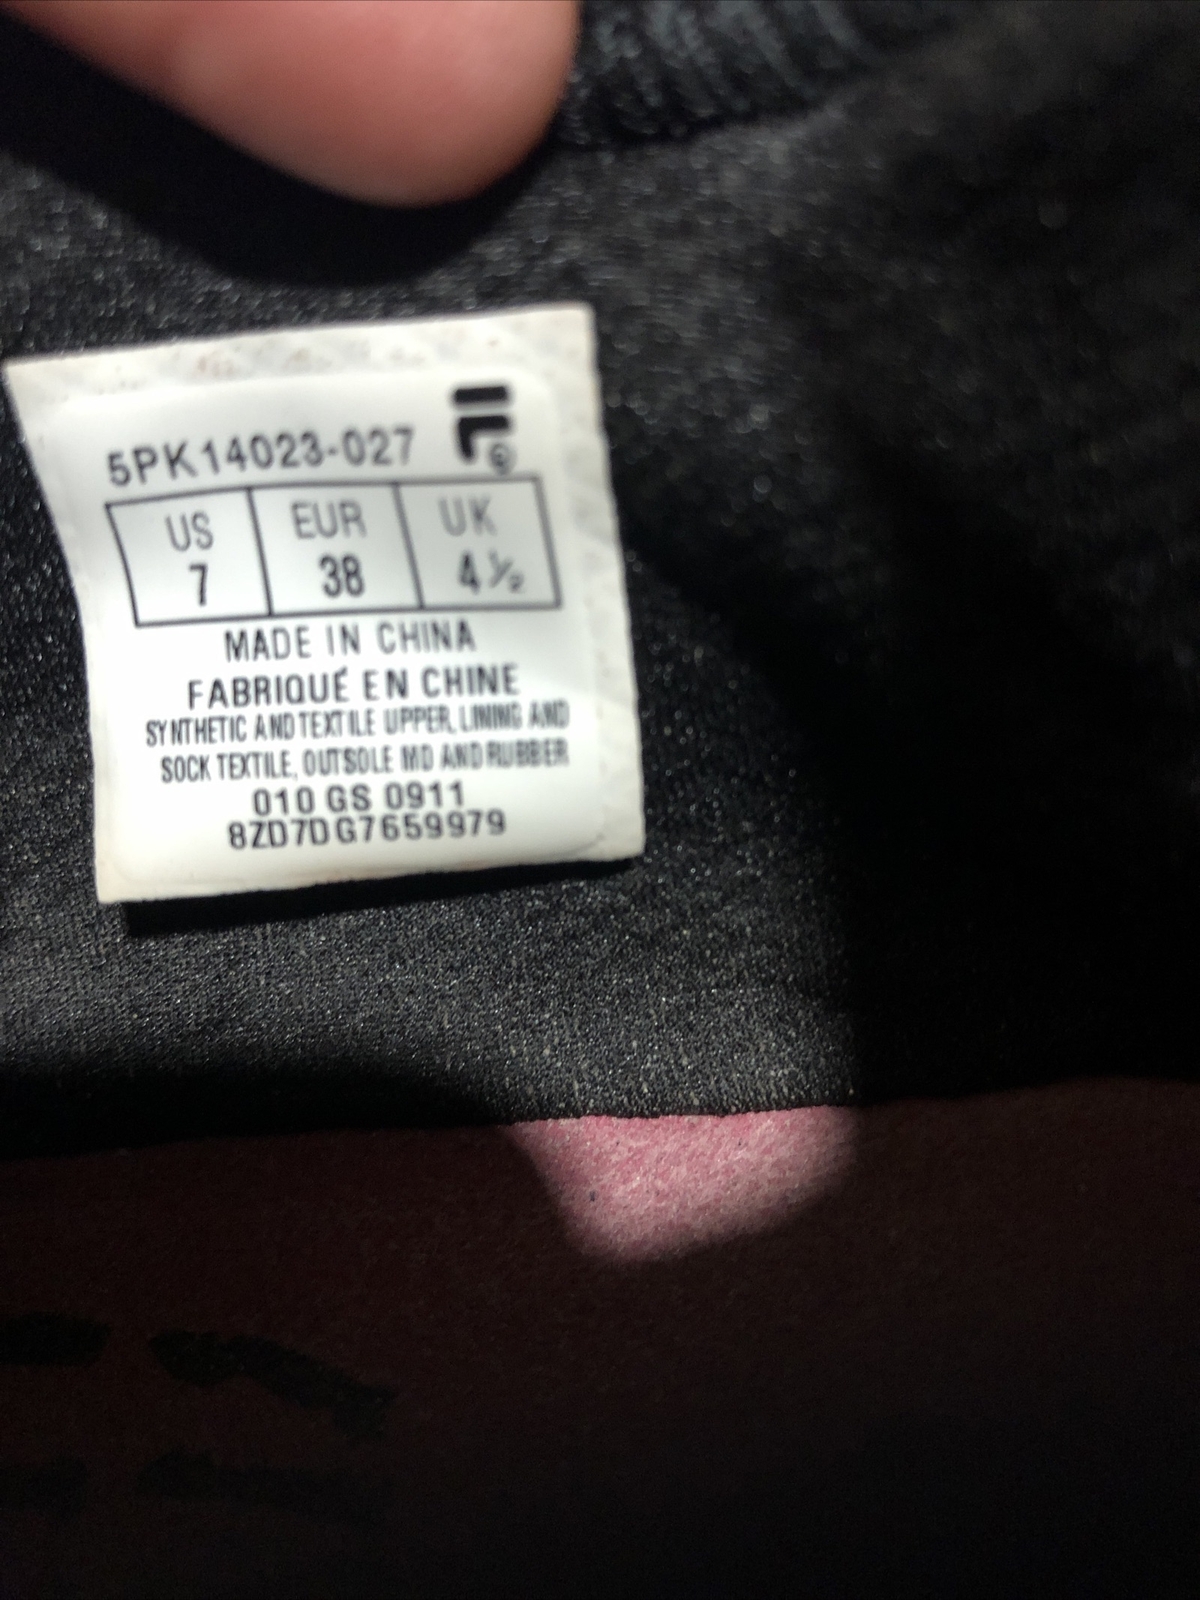 5PK14023-027
US EUR UK
7 38 4½
MADE IN CHINA
FABRIQUÉ EN CHINE
SYNTHETIC AND TEXTILE UPPER, LINING AND
SOCK TEXTILE, OUTSOLE MD AND RUBBER
010 GS 0911
8ZD7DG7659979